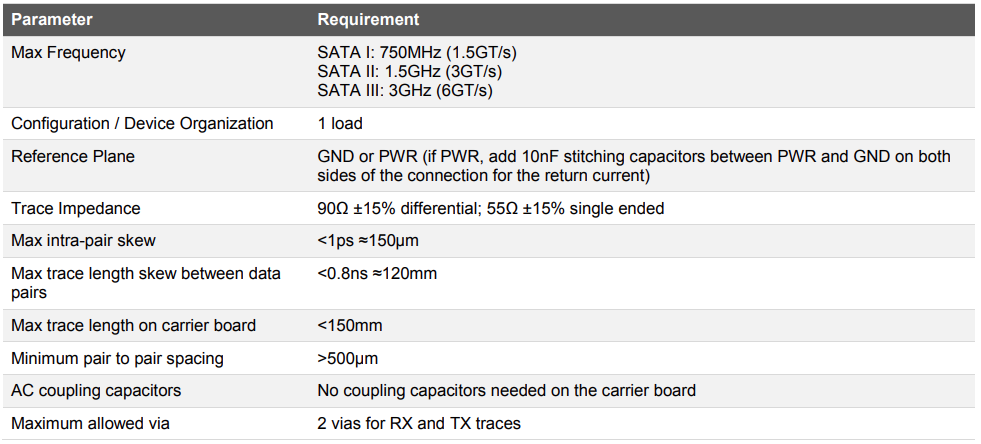 Parameter Requirement
Max Frequency SATA I: 750MHz (1.5GT/s)
SATA II: 1.5GHz (3GT/s)
SATA III: 3GHz (6GT/s)
Configuration / Device Organization 1 load
Reference Plane GND or PWR (if PWR, add 10nF stitching capacitors between PWR and GND on both
sides of the connection for the return current)
Trace Impedance 90Ω ±15% differential; 55Ω ±15% single ended
Max intra-pair skew <1ps ≈150µm
Max trace length skew between data <0.8ns ≈120mm
pairs
Max trace length on carrier board <150mm
Minimum pair to pair spacing >500µm
AC coupling capacitors No coupling capacitors needed on the carrier board
Maximum allowed via 2 vias for RX and TX traces